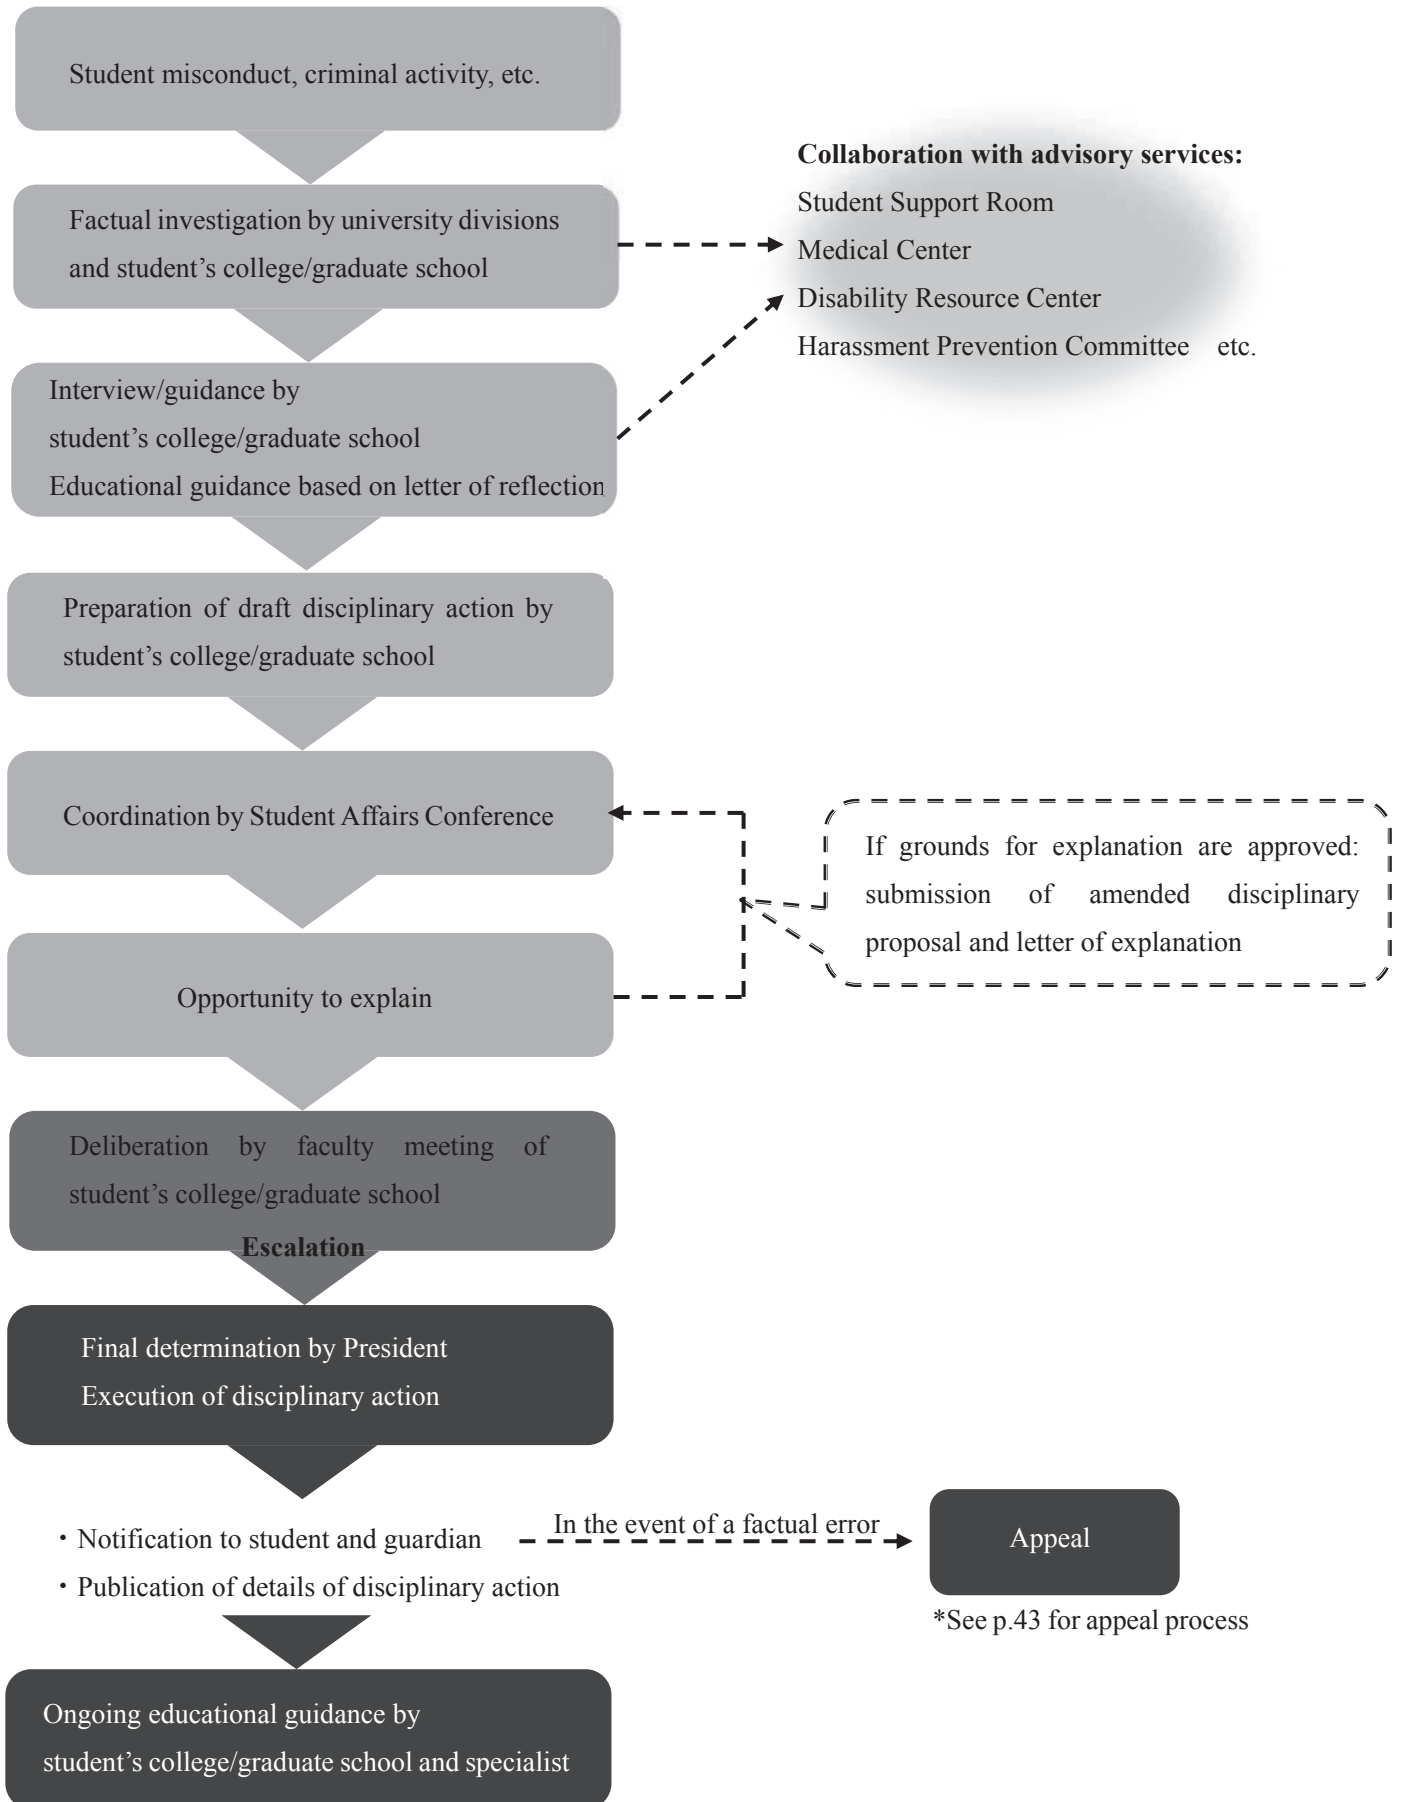 Student misconduct, criminal activity, etc.
Collaboration with advisory services:
Student Support Room
Medical Center
Disability Resource Center
Harassment Prevention Committee etc.
Factual investigation by university divisions
and student’s college/graduate school
Interview/guidance by
student’s college/graduate school
Educational guidance based on letter of reflection
Preparation of draft disciplinary action by
student’s college/graduate school
Coordination by Student Affairs Conference
If grounds for explanation are approved:
submission of amended disciplinary
proposal and letter of explanation
Opportunity to explain
Deliberation by faculty meeting of
student’s college/graduate school
Escalation
Final determination by President
Execution of disciplinary action
・Notification to student and guardian
・Publication of details of disciplinary action
In the event of a factual error
Appeal
*See p.43 for appeal process
Ongoing educational guidance by
student’s college/graduate school and specialist